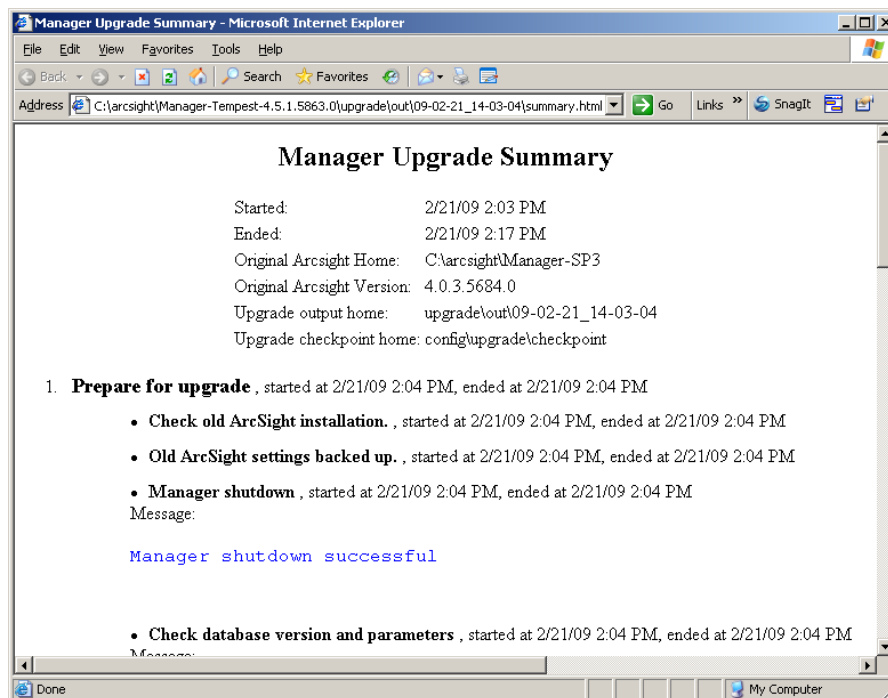 Manager Upgrade Summary - Microsoft Internet Explorer
File Edit View Favorites Tools Help
Back Search Favorites
Address C:\arcsight\Manager-Tempest-4.5.1.5863.0\upgrade\out\09-02-21_14-03-04\summary.html Go Links » SnagIt
Manager Upgrade Summary
Started: 2/21/09 2:03 PM
Ended: 2/21/09 2:17 PM
Original Arcsight Home: C:\arcsight\Manager-SP3
Original Arcsight Version: 4.0.3.5684.0
Upgrade output home: upgrade\out\09-02-21_14-03-04
Upgrade checkpoint home: config\upgrade\checkpoint
1. Prepare for upgrade , started at 2/21/09 2:04 PM, ended at 2/21/09 2:04 PM
• Check old ArcSight installation. , started at 2/21/09 2:04 PM, ended at 2/21/09 2:04 PM
• Old ArcSight settings backed up. , started at 2/21/09 2:04 PM, ended at 2/21/09 2:04 PM
• Manager shutdown , started at 2/21/09 2:04 PM, ended at 2/21/09 2:04 PM
Message:
Manager shutdown successful
• Check database version and parameters , started at 2/21/09 2:04 PM, ended at 2/21/09 2:04 PM
Message:
Done My Computer